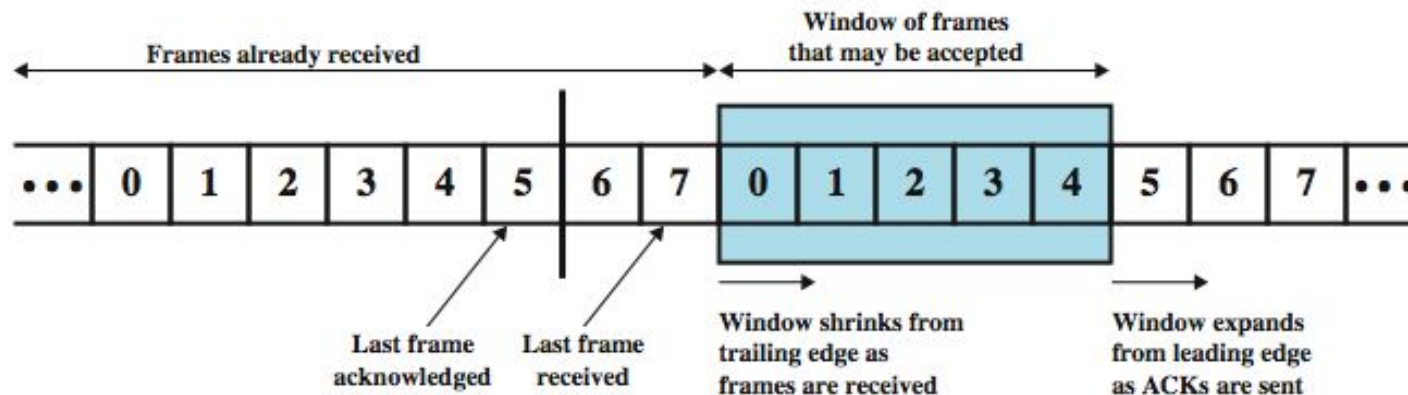 Window of frames
that may be accepted
Frames already received
••• 0 1 2 3 4 5 6 7 0 1 2 3 4 5 6 7 •••
Last frame
acknowledged
Last frame
received
Window shrinks from
trailing edge as
frames are received
Window expands
from leading edge
as ACKs are sent